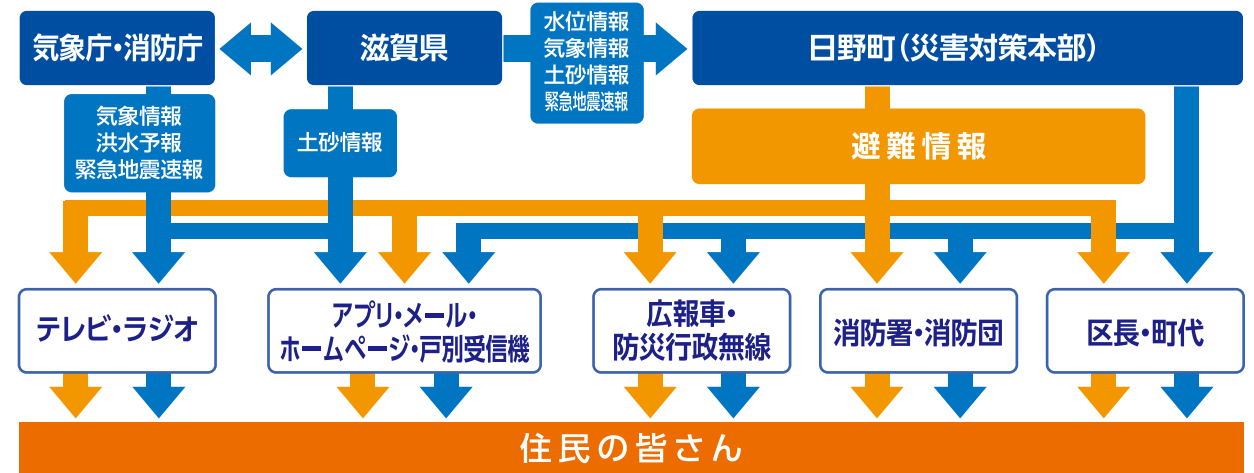 気象庁・消防庁
滋賀県
水位情報
気象情報
土砂情報
緊急地震速報
日野町(災害対策本部)
気象情報
洪水予報
緊急地震速報
土砂情報
避難情報
テレビ・ラジオ
アプリ・メール・
ホームページ・戸別受信機
広報車・
防災行政無線
消防署・消防団
区長・町代
住民の皆さん